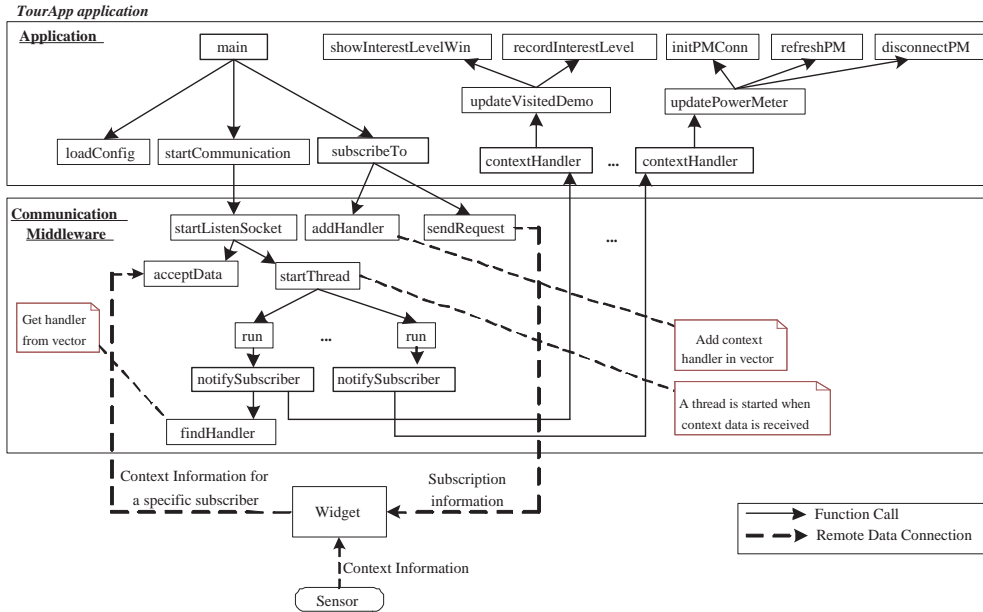 TourApp application
Application
main
showInterestLevelWin
recordInterestLevel
initPMConn
refreshPM
disconnectPM
updateVisitedDemo
updatePowerMeter
loadConfig
startCommunication
subscribeTo
contextHandler
...
contextHandler
Communication
Middleware
startListenSocket
addHandler
sendRequest
...
acceptData
startThread
Get handler
from vector
run
...
run
Add context
handler in vector
notifySubscriber
notifySubscriber
A thread is started when
context data is received
findHandler
Context Information for
a specific subscriber
Subscription
information
Widget
Function Call
Remote Data Connection
Context Information
Sensor